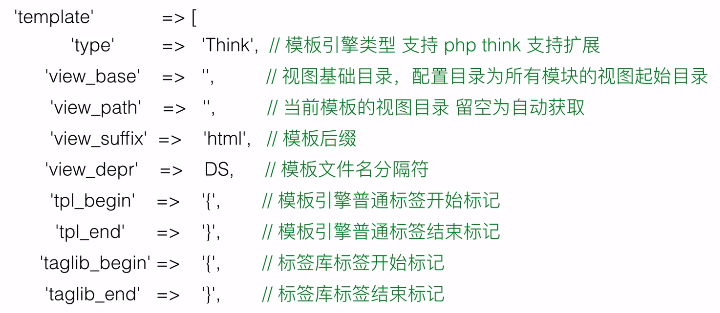 'template' => [
'type' => 'Think', // 模板引擎类型 支持 php think 支持扩展
'view_base' => '', // 视图基础目录，配置目录为所有模块的视图起始目录
'view_path' => '', // 当前模板的视图目录 留空为自动获取
'view_suffix' => 'html', // 模板后缀
'view_depr' => DS, // 模板文件名分隔符
'tpl_begin' => '{', // 模板引擎普通标签开始标记
'tpl_end' => '}', // 模板引擎普通标签结束标记
'taglib_begin' => '{', // 标签库标签开始标记
'taglib_end' => '}', // 标签库标签结束标记